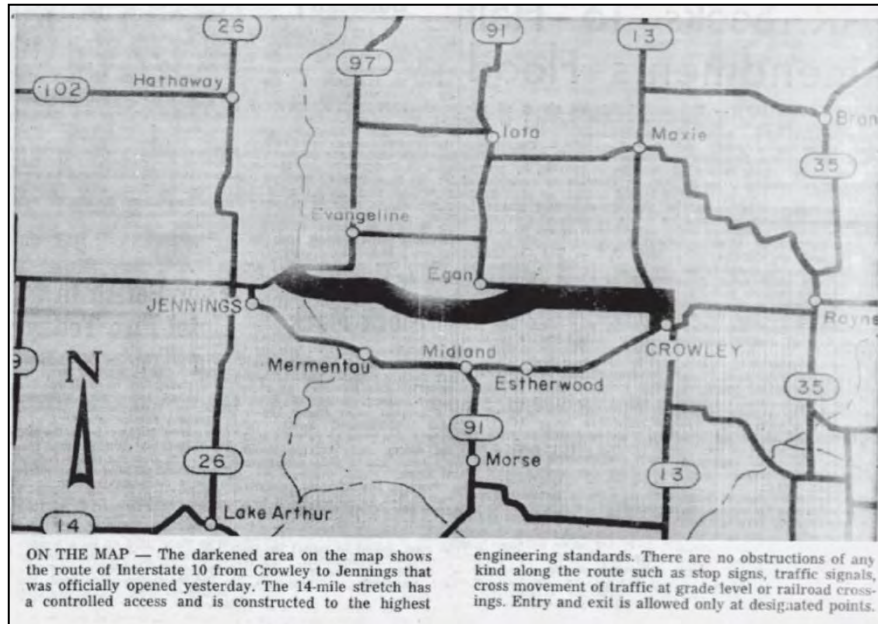 26
91
13
97
Hathaway
102
Iota
Maxie
Bran
35
Evangeline
Egan
JENNINGS
Rayne
CROWLEY
9
N
Mermentau
Midland
Estherwood
35
91
26
Morse
13
Lake Arthur
14
ON THE MAP — The darkened area on the map shows
the route of Interstate 10 from Crowley to Jennings that
was officially opened yesterday. The 14-mile stretch has
a controlled access and is constructed to the highest
engineering standards. There are no obstructions of any
kind along the route such as stop signs, traffic signals,
cross movement of traffic at grade level or railroad cross-
ings. Entry and exit is allowed only at designated points.